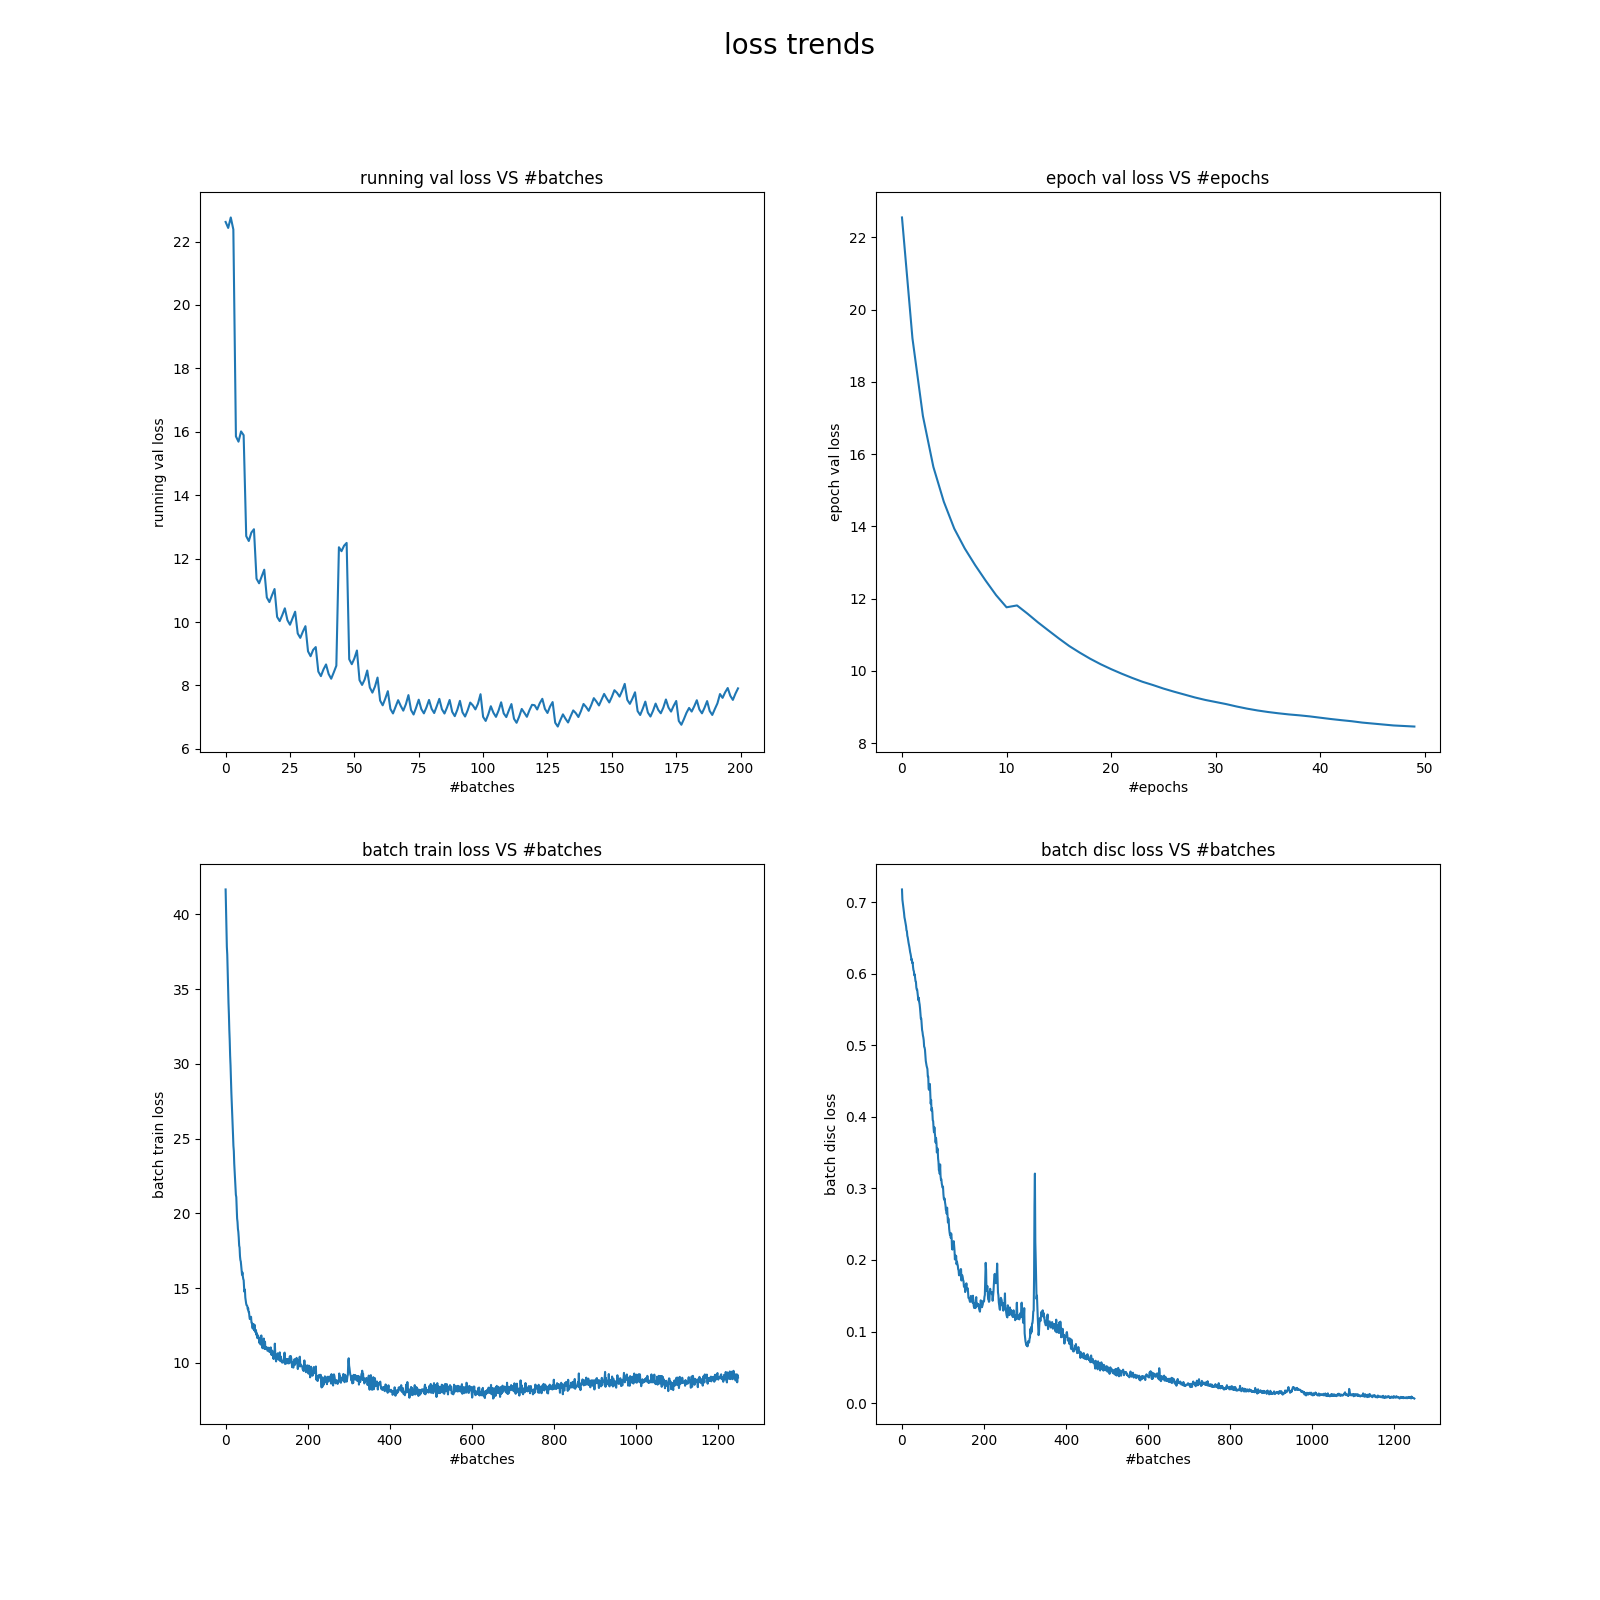 loss trends
running val loss VS #batches
running val loss
22
20
18
16
14
12
10
8
6
0 25 50 75 100 125 150 175 200
#batches
epoch val loss VS #epochs
epoch val loss
22
20
18
16
14
12
10
8
0 10 20 30 40 50
#epochs
batch train loss VS #batches
batch train loss
40
35
30
25
20
15
10
0 200 400 600 800 1000 1200
#batches
batch disc loss VS #batches
batch disc loss
0.7
0.6
0.5
0.4
0.3
0.2
0.1
0.0
0 200 400 600 800 1000 1200
#batches